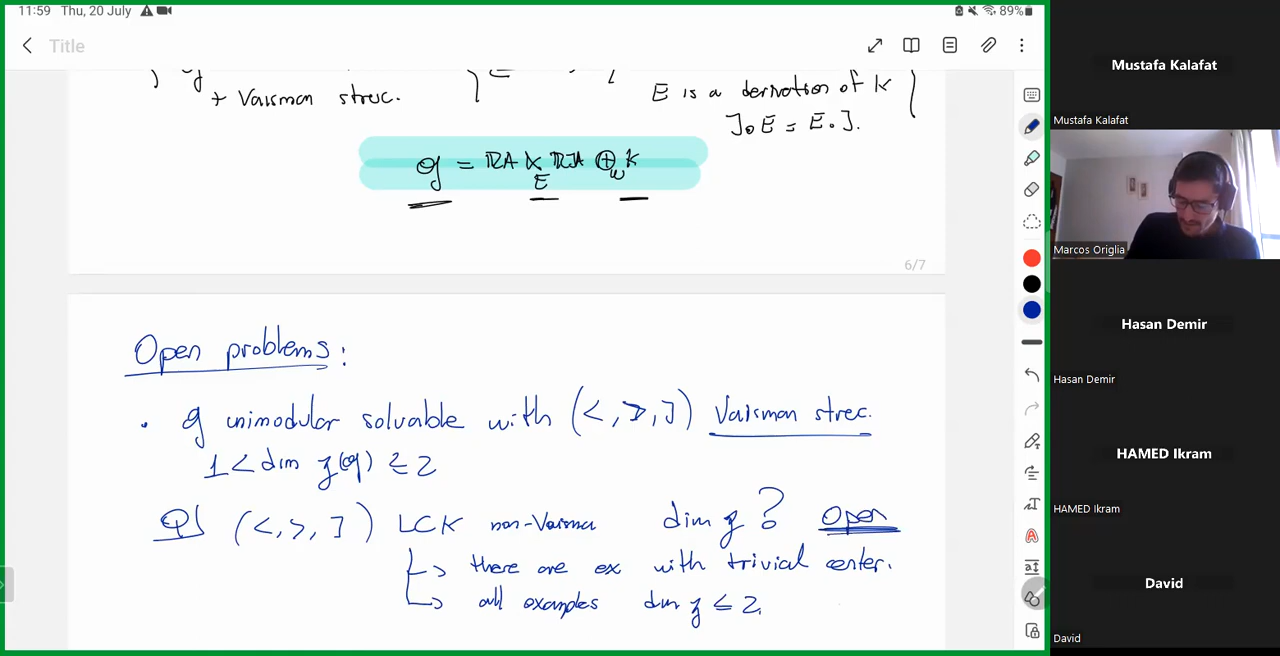 11:59 Thu, 20 July
89%
Title
+ Vaisman struc.
E is a derivation of k
J∘E = E∘J.
g = ℝA ⋉_E ℝJA ⊕_ω k
6/7
Open problems:
• g unimodular solvable with (< , >, J) Vaisman struc.
1 < dim z(g) ≤ 2
Q| (<, >, J) LCK non-Vaisma dim z? Open
↳ there are ex with trivial center.
↳ all examples dim z ≤ 2.
Mustafa Kalafat
Mustafa Kalafat
Marcos Origlia
Hasan Demir
Hasan Demir
HAMED Ikram
HAMED Ikram
David
David